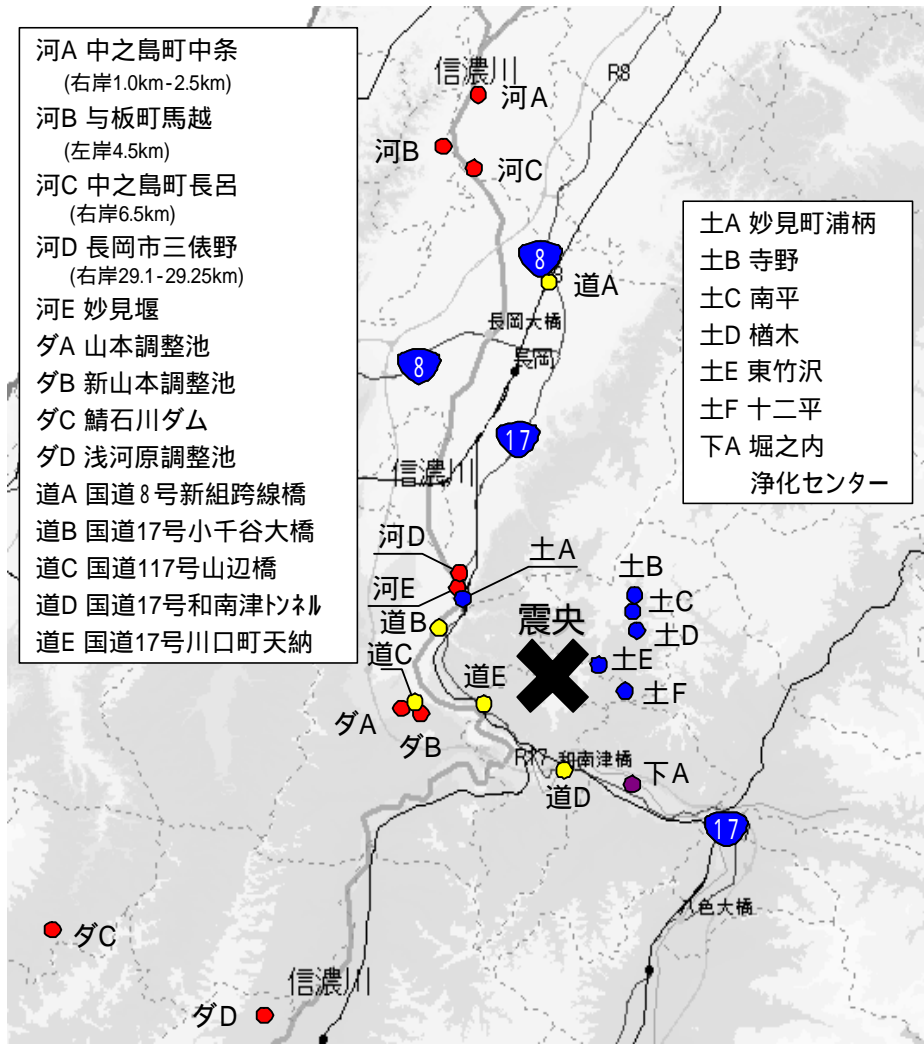 河A 中之島町中条
(右岸1.0km-2.5km)
河B 与板町馬越
(左岸4.5km)
河C 中之島町長呂
(右岸6.5km)
河D 長岡市三俵野
(右岸29.1-29.25km)
河E 妙見堰
ダA 山本調整池
ダB 新山本調整池
ダC 鯖石川ダム
ダD 浅河原調整池
道A 国道8号新組跨線橋
道B 国道17号小千谷大橋
道C 国道117号山辺橋
道D 国道17号和南津トンネル
道E 国道17号川口町天納
土A 妙見町浦柄
土B 寺野
土C 南平
土D 楢木
土E 東竹沢
土F 十二平
下A 堀之内
浄化センター
信濃川
R8
河A
河B
河C
8
道A
長岡大橋
長岡
8
17
信濃川
河D
土A
河E
土B
土C
道B
震央
土D
道C
土E
道E
土F
ダA
ダB
R17
和南津橋
道D
下A
17
八色大橋
ダC
信濃川
ダD